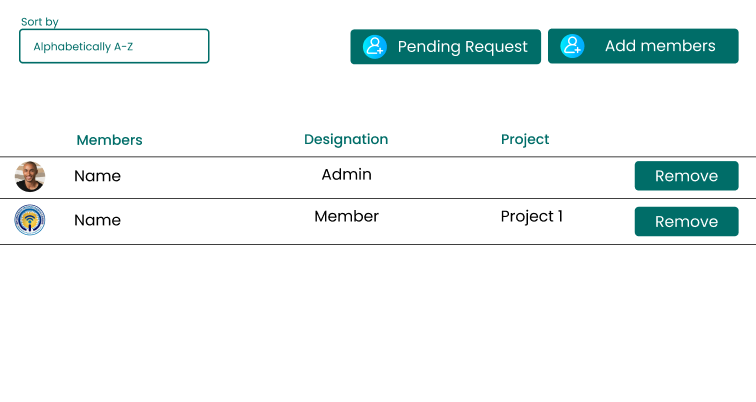 Sort by
Alphabetically A-Z
Pending Request
Add members
Members Designation Project
Name Admin Remove
Name Member Project 1 Remove